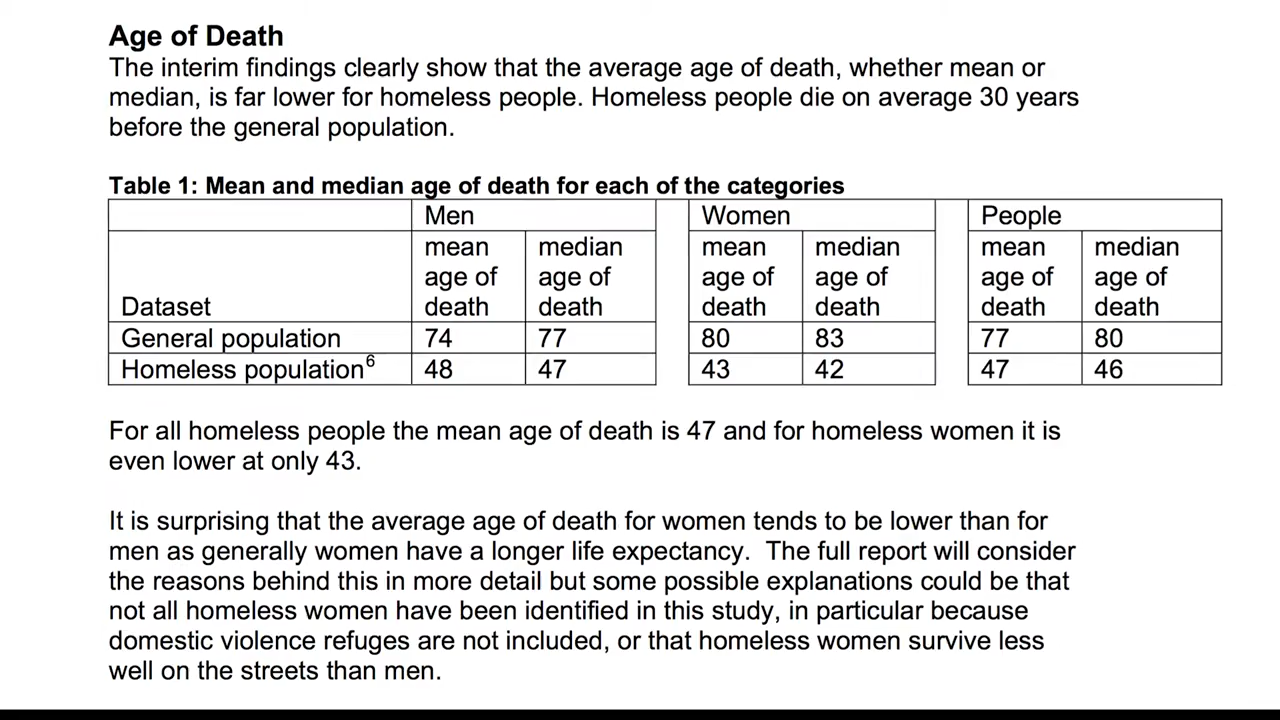 Age of Death
The interim findings clearly show that the average age of death, whether mean or
median, is far lower for homeless people. Homeless people die on average 30 years
before the general population.
Table 1: Mean and median age of death for each of the categories
Men Women People
mean median mean median mean median
age of age of age of age of age of age of
Dataset death death death death death death
General population 74 77 80 83 77 80
Homeless population6 48 47 43 42 47 46
For all homeless people the mean age of death is 47 and for homeless women it is
even lower at only 43.
It is surprising that the average age of death for women tends to be lower than for
men as generally women have a longer life expectancy.  The full report will consider
the reasons behind this in more detail but some possible explanations could be that
not all homeless women have been identified in this study, in particular because
domestic violence refuges are not included, or that homeless women survive less
well on the streets than men.